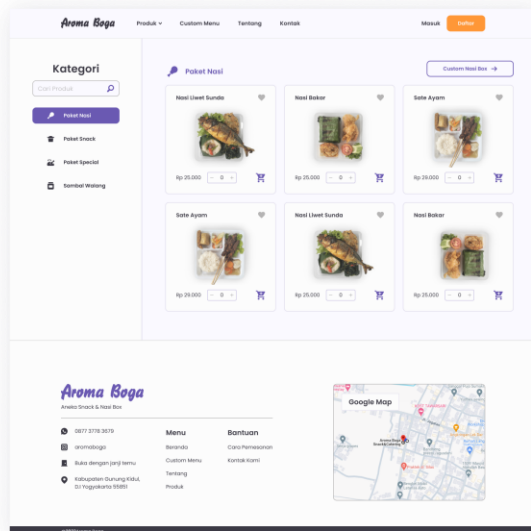 Aroma Boga
Produk
Custom Menu
Tentang
Kontak
Masuk
Daftar
Kategori
Cari Produk
Paket Nasi
Paket Snack
Paket Special
Sambal Walang
Paket Nasi
Custom Nasi Box →
Nasi Liwet Sunda
Nasi Bakar
Sate Ayam
Rp 25.000
- 0 +
Rp 25.000
- 0 +
Rp 29.000
- 0 +
Sate Ayam
Nasi Liwet Sunda
Nasi Bakar
Rp 29.000
- 0 +
Rp 25.000
- 0 +
Rp 25.000
- 0 +
Aroma Boga
Aneka Snack & Nasi Box
0877 3778 3679
aromaboga
Buka dengan janji temu
Kabupaten Gunung Kidul,
D.I Yogyakarta 55851
Menu
Beranda
Custom Menu
Tentang
Produk
Bantuan
Cara Pemesanan
Kontak Kami
Google Map